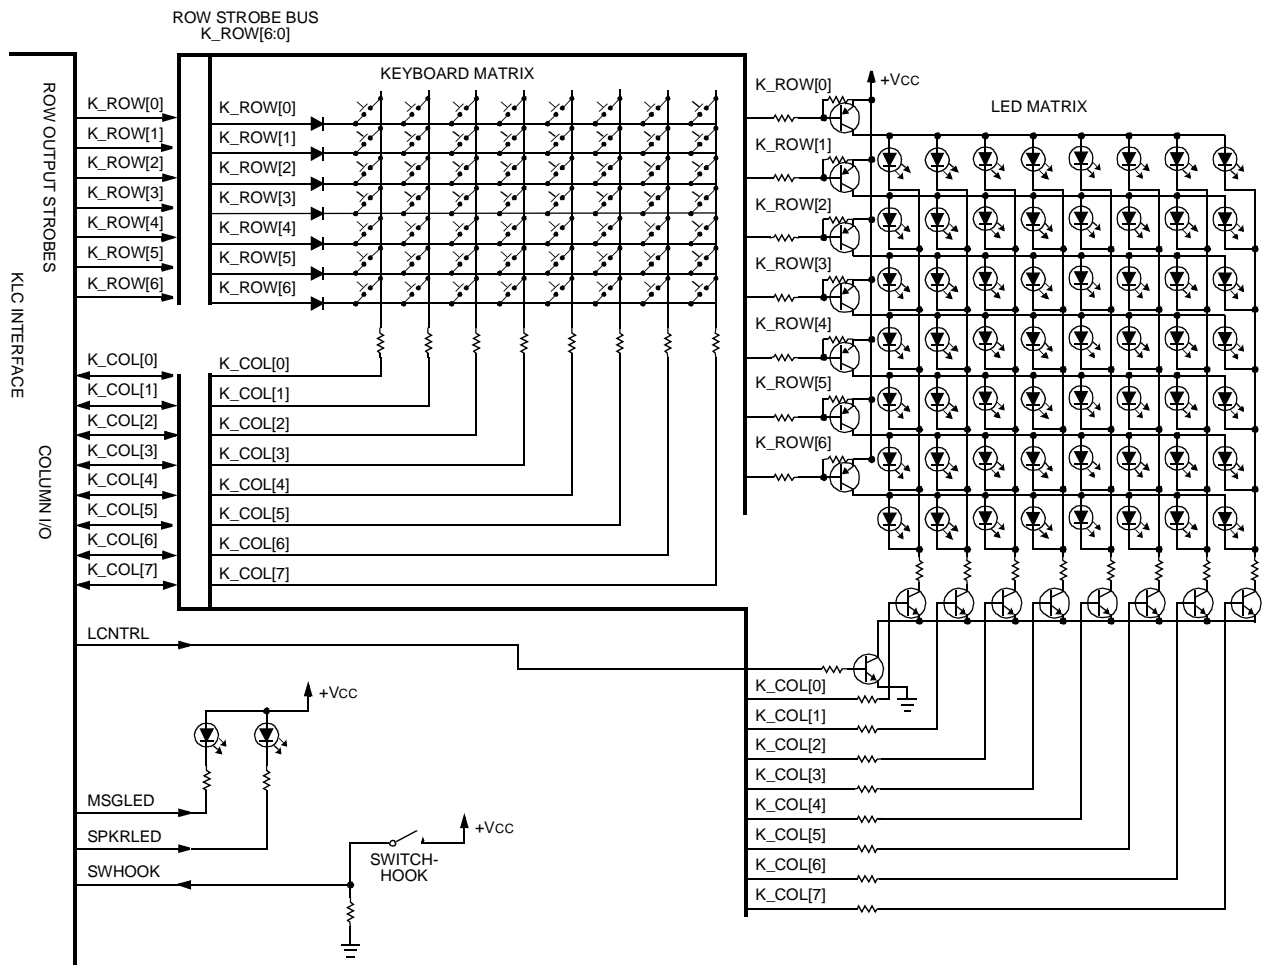 ROW STROBE BUS
K_ROW[6:0]
KEYBOARD MATRIX
LED MATRIX
KLC INTERFACE
ROW OUTPUT STROBES
COLUMN I/O
K_ROW[0]
K_ROW[1]
K_ROW[2]
K_ROW[3]
K_ROW[4]
K_ROW[5]
K_ROW[6]
K_COL[0]
K_COL[1]
K_COL[2]
K_COL[3]
K_COL[4]
K_COL[5]
K_COL[6]
K_COL[7]
K_ROW[0]
K_ROW[1]
K_ROW[2]
K_ROW[3]
K_ROW[4]
K_ROW[5]
K_ROW[6]
K_COL[0]
K_COL[1]
K_COL[2]
K_COL[3]
K_COL[4]
K_COL[5]
K_COL[6]
K_COL[7]
K_ROW[0]
K_ROW[1]
K_ROW[2]
K_ROW[3]
K_ROW[4]
K_ROW[5]
K_ROW[6]
+VCC
LCNTRL
+VCC
MSGLED
SPKRLED
SWHOOK
+VCC
SWITCH-
HOOK
K_COL[0]
K_COL[1]
K_COL[2]
K_COL[3]
K_COL[4]
K_COL[5]
K_COL[6]
K_COL[7]